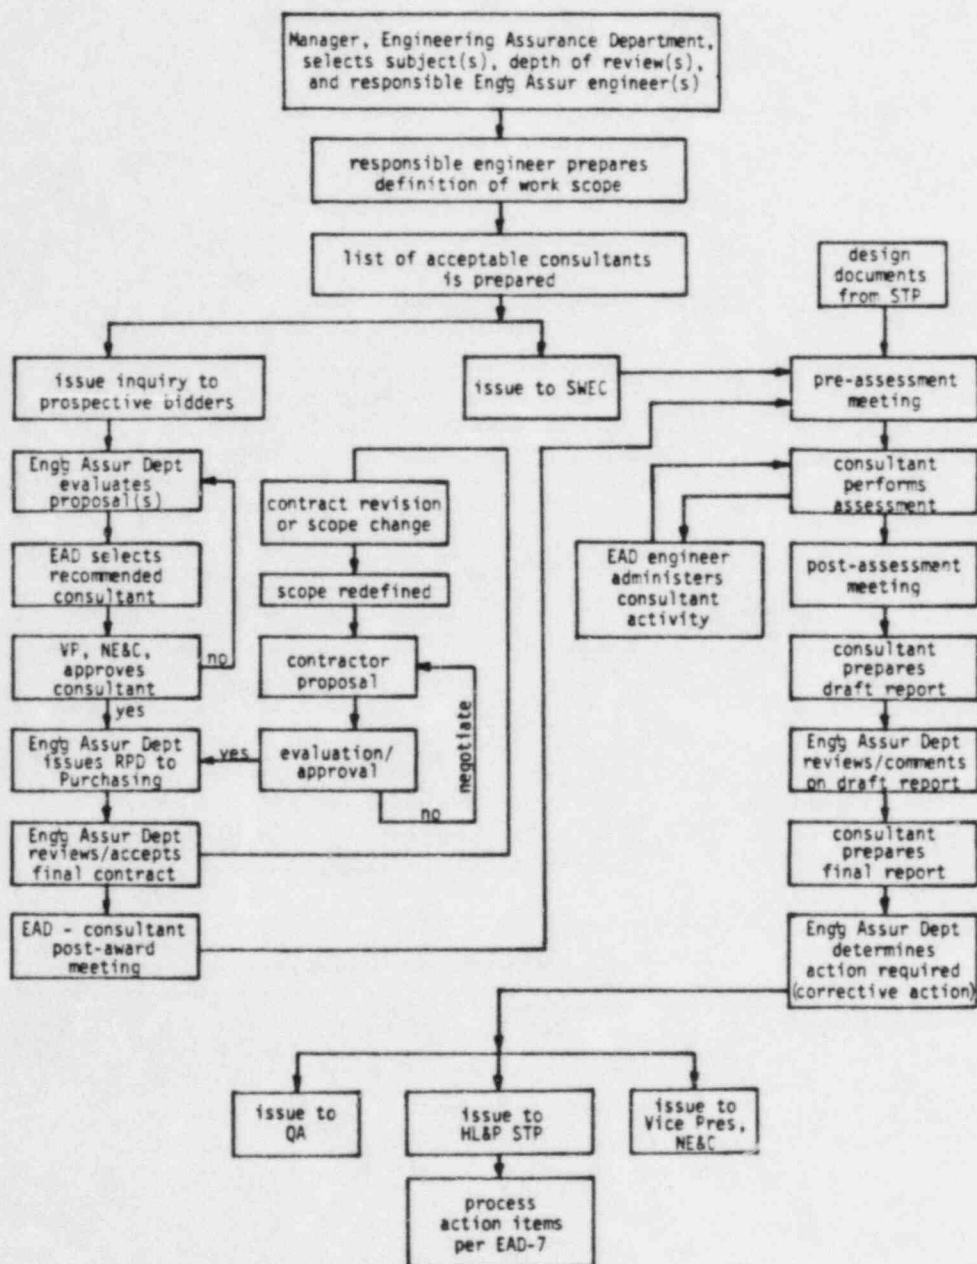 Manager, Engineering Assurance Department,
selects subject(s), depth of review(s),
and responsible Eng'g Assur engineer(s)
responsible engineer prepares
definition of work scope
list of acceptable consultants
is prepared
design
documents
from STP
issue inquiry to
prospective bidders
issue to SWEC
pre-assessment
meeting
Eng'g Assur Dept
evaluates
proposal(s)
contract revision
or scope change
consultant
performs
assessment
EAD selects
recommended
consultant
scope redefined
EAD engineer
administers
consultant
activity
post-assessment
meeting
VP, NE&C,
approves
consultant
no
yes
contractor
proposal
consultant
prepares
draft report
Eng'g Assur Dept
issues RPD to
Purchasing
yes
evaluation/
approval
negotiate
no
Eng'g Assur Dept
reviews/comments
on draft report
Eng'g Assur Dept
reviews/accepts
final contract
consultant
prepares
final report
EAD - consultant
post-award
meeting
Eng'g Assur Dept
determines
action required
(corrective action)
issue to
QA
issue to
HL&P STP
issue to
Vice Pres,
NE&C
process
action items
per EAD-7